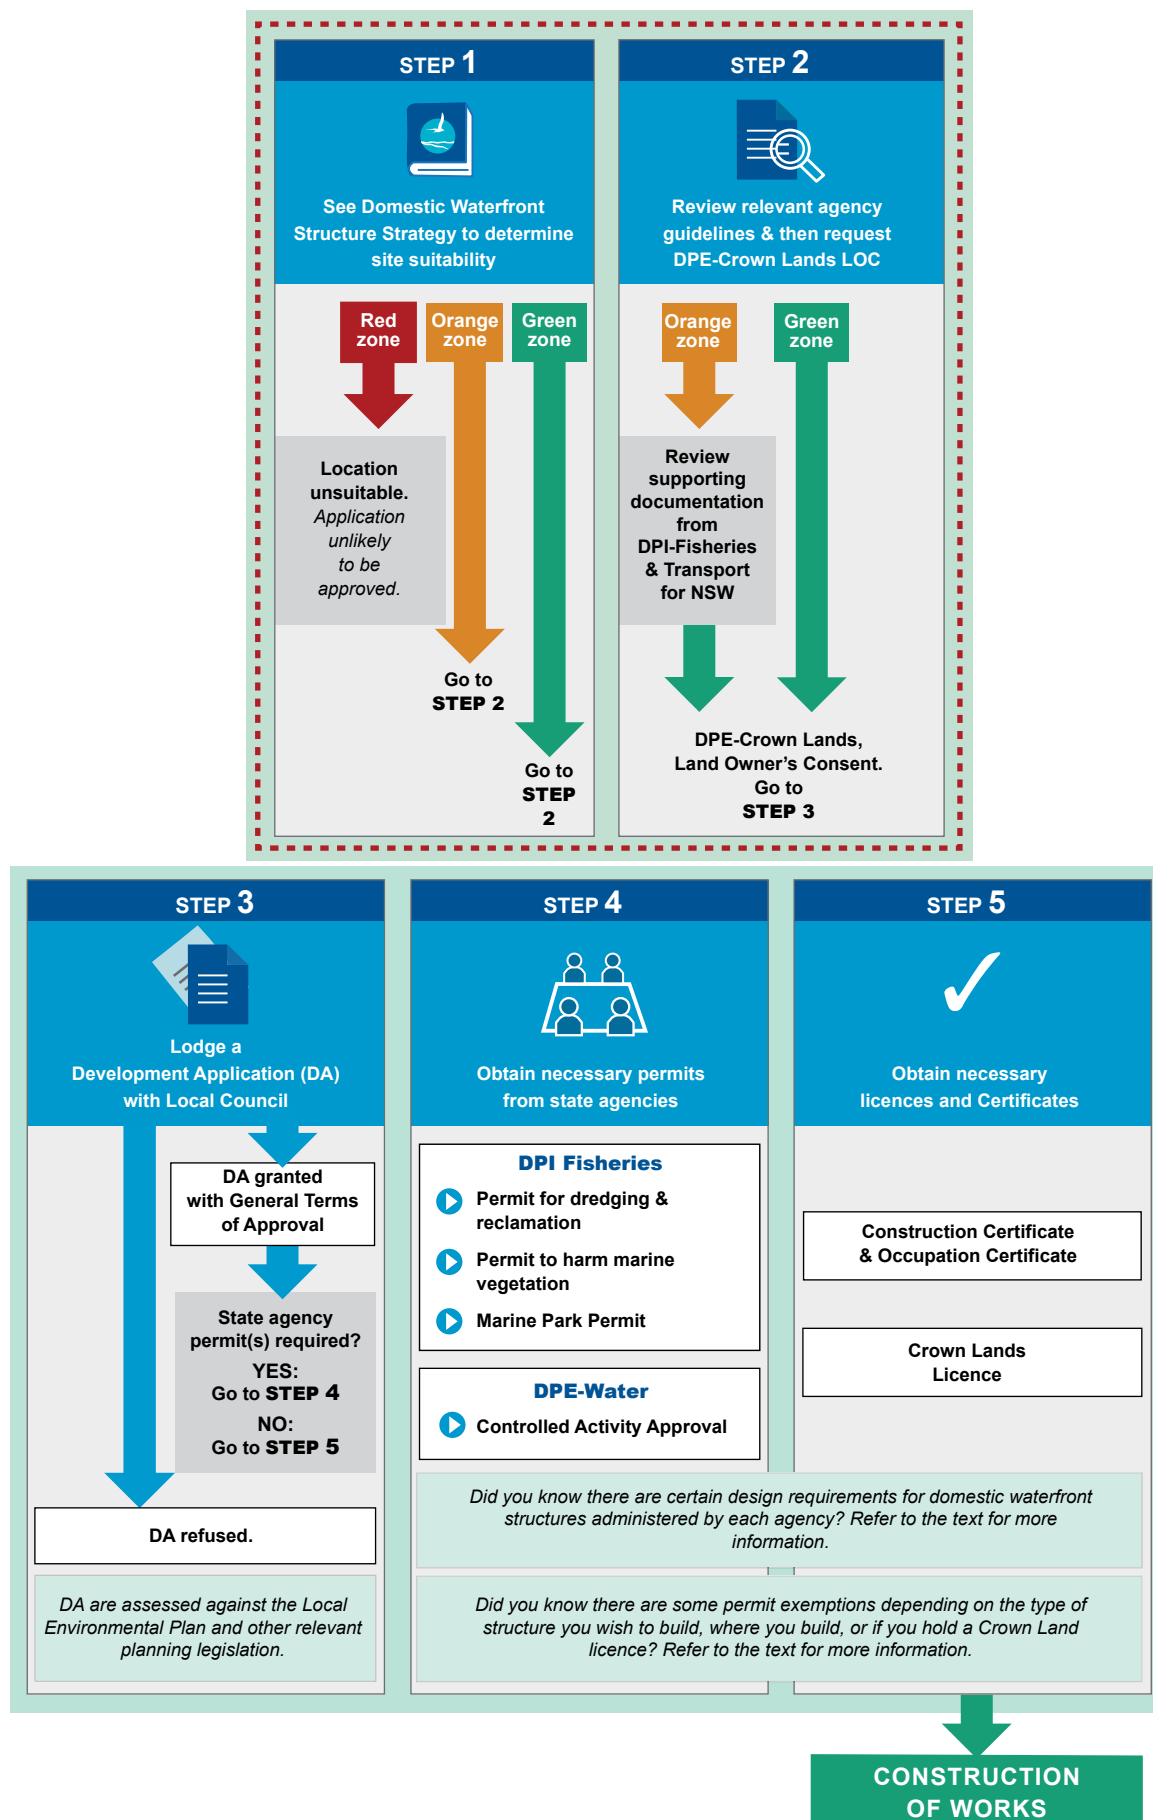 STEP 1
See Domestic Waterfront
Structure Strategy to determine
site suitability
Red
zone
Orange
zone
Green
zone
Location
unsuitable.
Application
unlikely
to be
approved.
Go to
STEP 2
Go to
STEP
2
STEP 2
Review relevant agency
guidelines & then request
DPE-Crown Lands LOC
Orange
zone
Green
zone
Review
supporting
documentation
from
DPI-Fisheries
& Transport
for NSW
DPE-Crown Lands,
Land Owner's Consent.
Go to
STEP 3
STEP 3
Lodge a
Development Application (DA)
with Local Council
DA granted
with General Terms
of Approval
State agency
permit(s) required?
YES:
Go to STEP 4
NO:
Go to STEP 5
DA refused.
DA are assessed against the Local
Environmental Plan and other relevant
planning legislation.
STEP 4
Obtain necessary permits
from state agencies
DPI Fisheries
Permit for dredging &
reclamation
Permit to harm marine
vegetation
Marine Park Permit
DPE-Water
Controlled Activity Approval
STEP 5
Obtain necessary
licences and Certificates
Construction Certificate
& Occupation Certificate
Crown Lands
Licence
Did you know there are certain design requirements for domestic waterfront
structures administered by each agency? Refer to the text for more
information.
Did you know there are some permit exemptions depending on the type of
structure you wish to build, where you build, or if you hold a Crown Land
licence? Refer to the text for more information.
CONSTRUCTION
OF WORKS